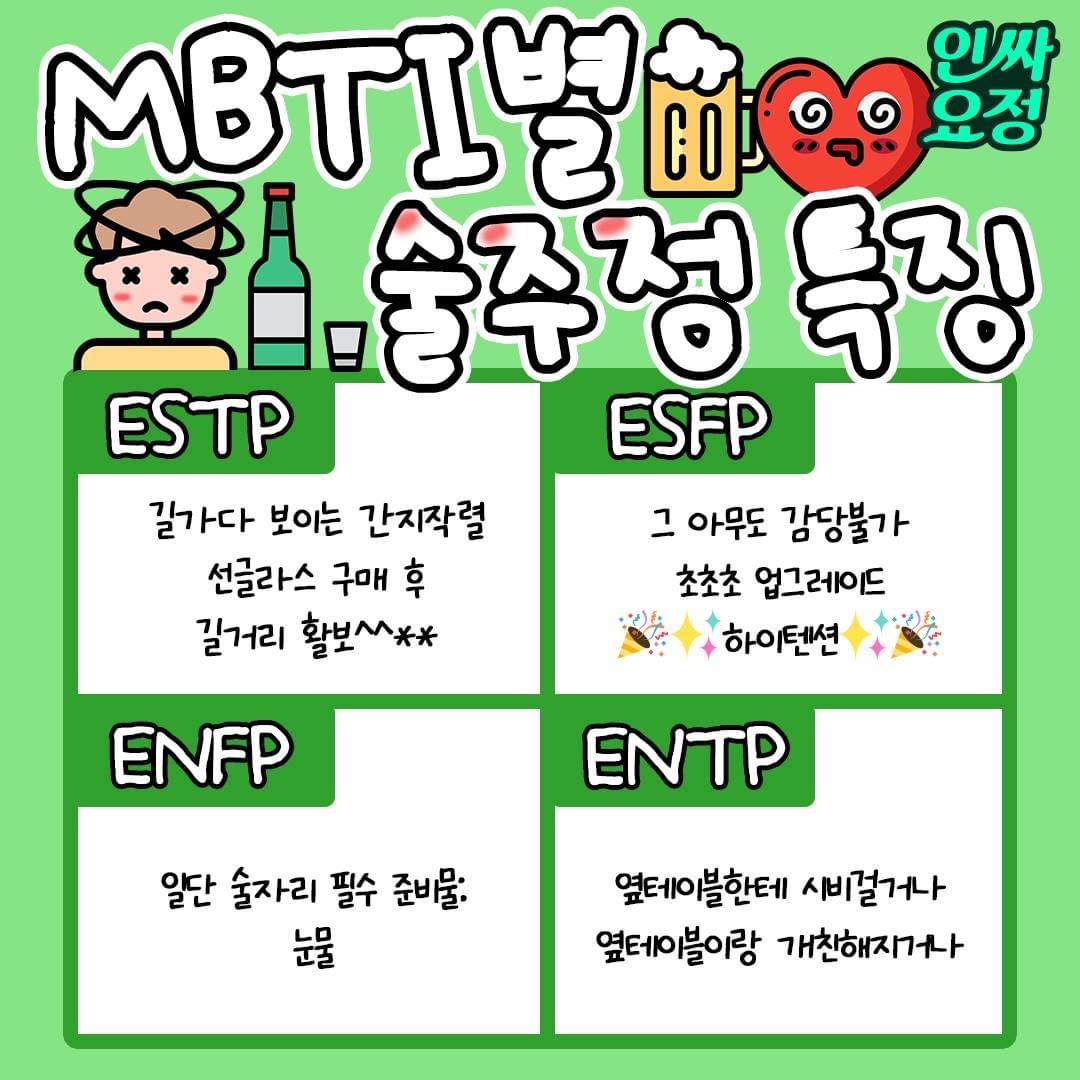 MBTI별
인싸
요정
술주정 특징
ESTP
길가다 보이는 간지작렬
선글라스 구매 후
길거리 활보^^**
ESFP
그 아무도 감당불가
초초초 업그레이드
🎉✨하이텐션✨🎉
ENFP
일단 술자리 필수 준비물:
눈물
ENTP
옆테이블한테 시비걸거나
옆테이블이랑 개친해지거나